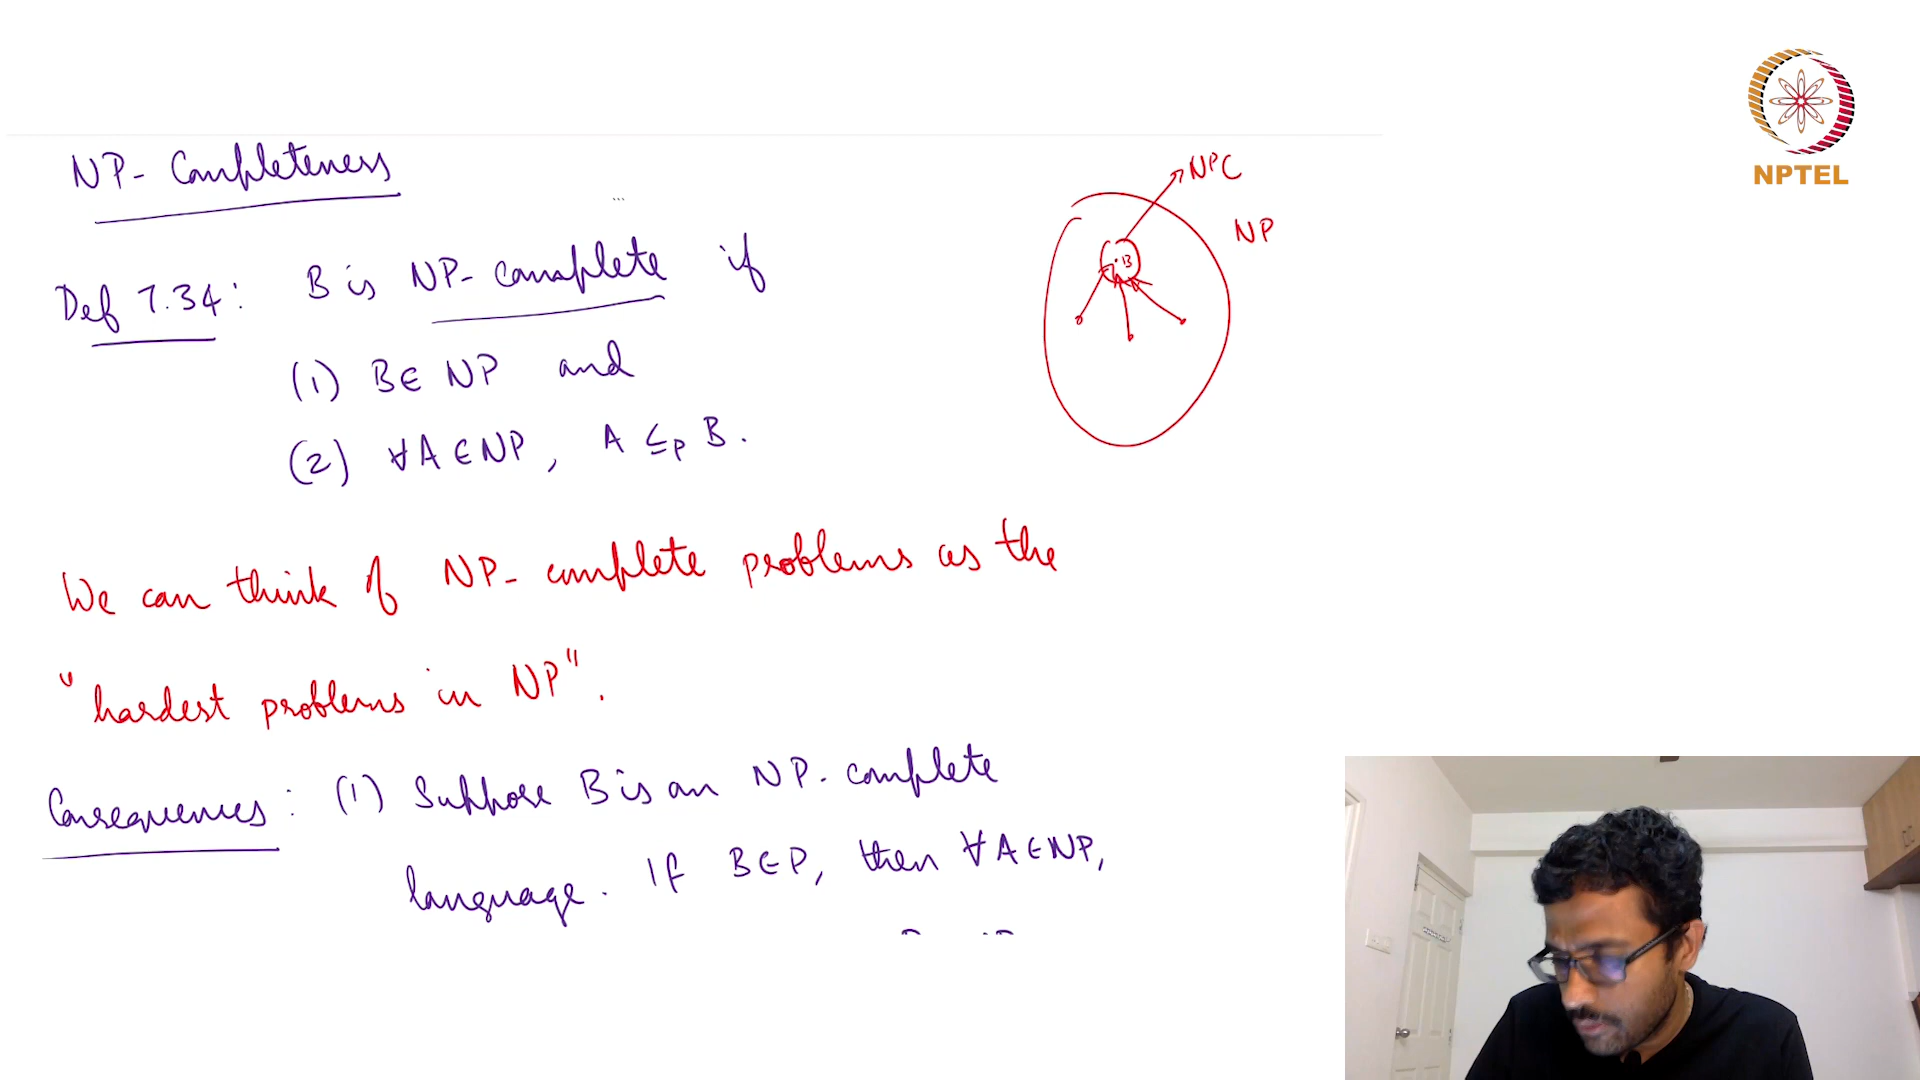 NP-Completeness
Def 7.34: B is NP-complete if
(1) B∈ NP and
(2) ∀A∈NP, A ≤p B.
We can think of NP-complete problems as the
"hardest problems in NP".
Consequences: (1) Suppose B is an NP-complete
language. If B∈P, then ∀A∈NP,
NPC
NP
B
NPTEL